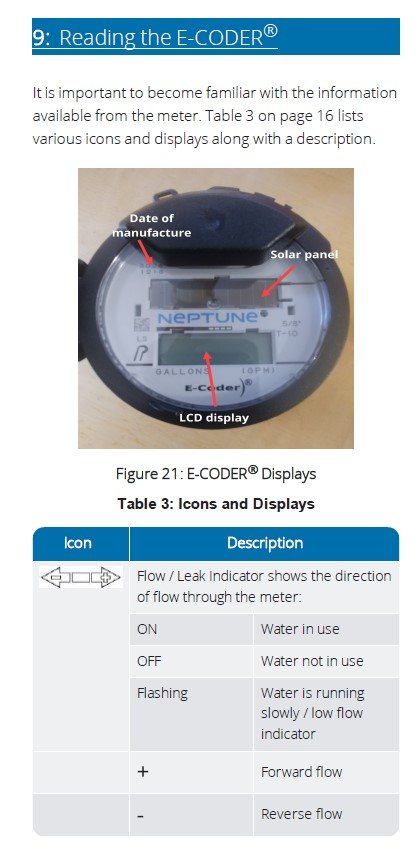 9: Reading the E-CODER®
It is important to become familiar with the information
available from the meter. Table 3 on page 16 lists
various icons and displays along with a description.
Date of
manufacture
Solar panel
NEPTUNE
5/8"
T-10
LS
GALLONS (GPM)
E-Coder)®
LCD display
Figure 21: E-CODER® Displays
Table 3: Icons and Displays
Icon Description
Flow / Leak Indicator shows the direction
of flow through the meter:
ON Water in use
OFF Water not in use
Flashing Water is running
slowly / low flow
indicator
+ Forward flow
- Reverse flow